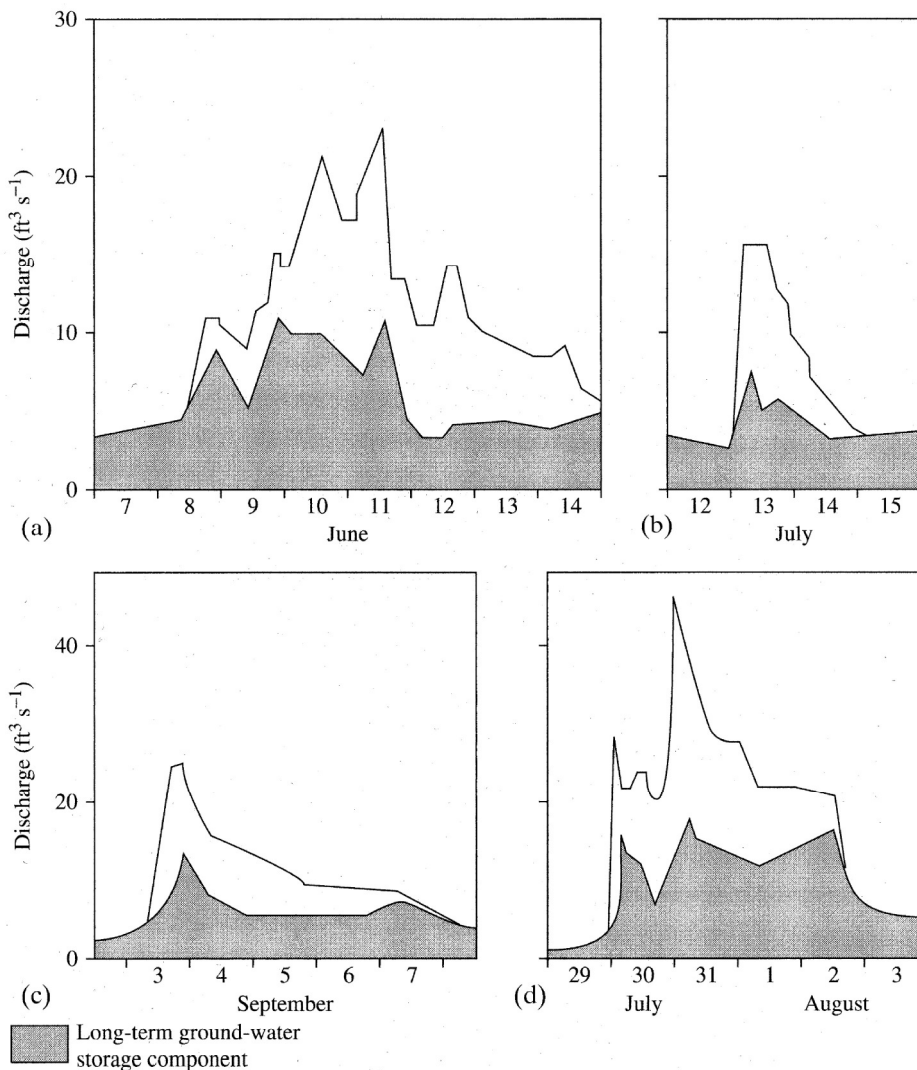 30
20
10
0
Discharge (ft³ s⁻¹)
7 8 9 10 11 12 13 14
June
(a)
12 13 14 15
July
(b)
40
20
0
Discharge (ft³ s⁻¹)
3 4 5 6 7
September
(c)
29 30 31 1 2 3
July August
(d)
Long-term ground-water
storage component